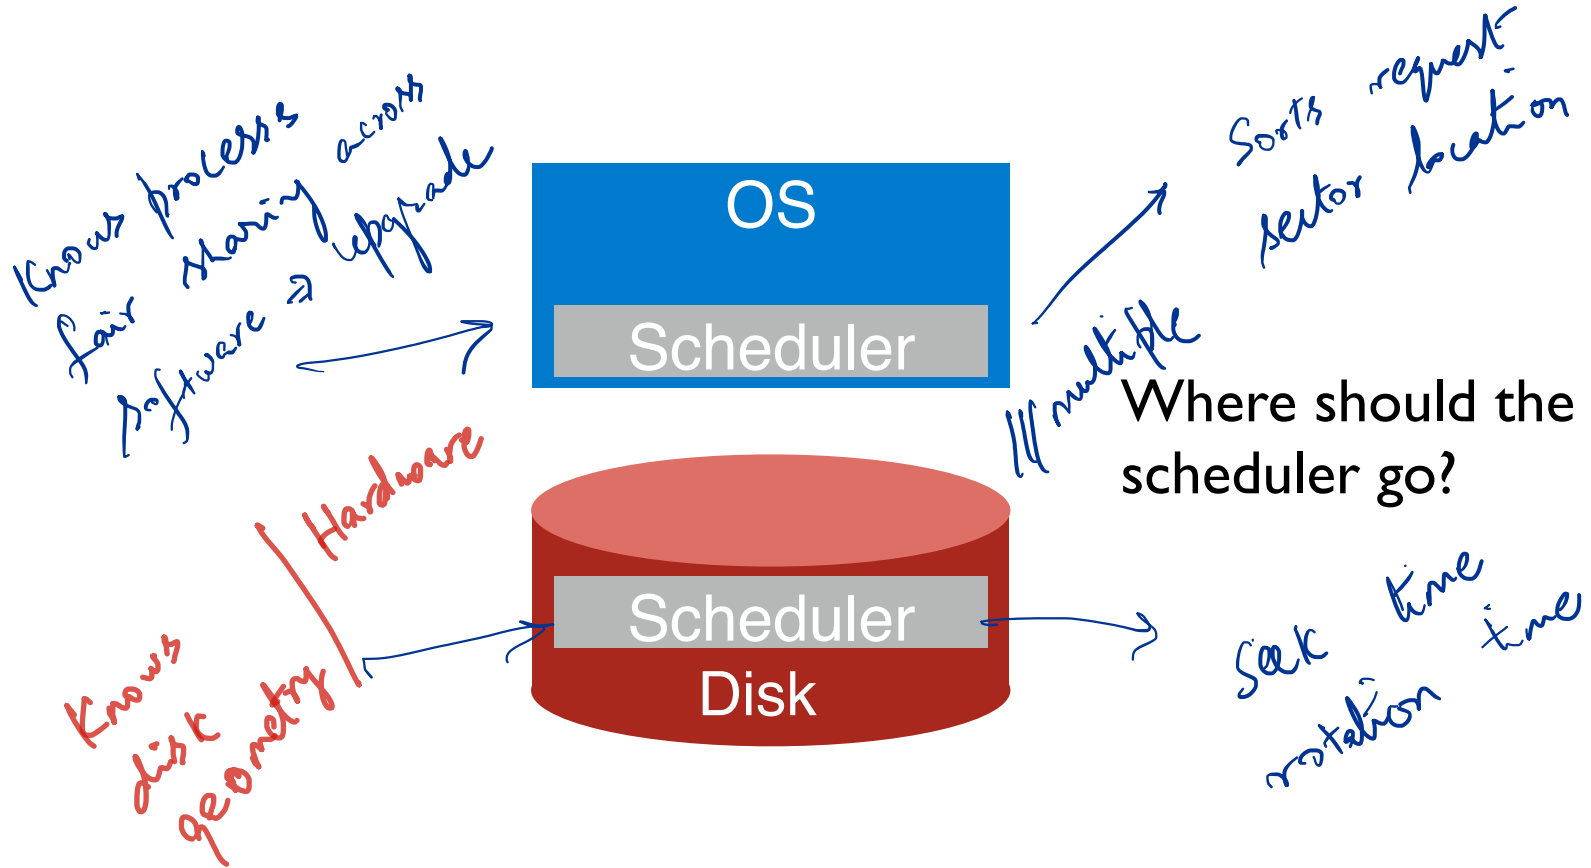 Knows process
fair sharing across
software ⇒ upgrade
OS
Scheduler
Sorts request
sector location
||| multiple
Where should the
scheduler go?
Hardware
Knows
disk
geometry
Scheduler
Disk
Seek time
rotation time